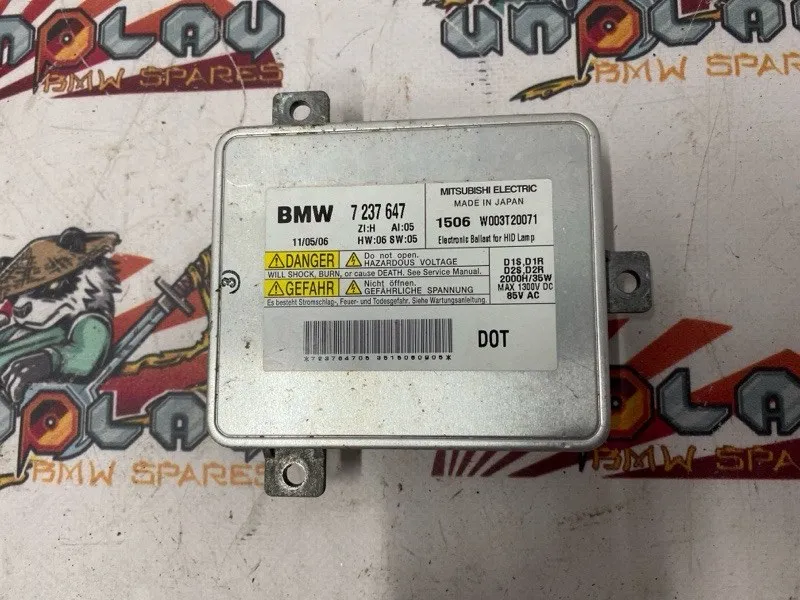 UNPLAU
BMW SPARES
UNPLAU
BMW SPARES
BMW 7 237 647
ZI:H AI:05
11/05/06 HW:06 SW:05
MITSUBISHI ELECTRIC
MADE IN JAPAN
1506 W003T20071
Electronic Ballast for HID Lamp
DANGER Do not open.
HAZARDOUS VOLTAGE
WILL SHOCK, BURN, or cause DEATH. See Service Manual.
GEFAHR Nicht öffnen.
GEFÄHRLICHE SPANNUNG
Es besteht Stromschlag-, Feuer- und Todesgefahr. Siehe Wartungsanleitung.
D1S,D1R
D2S,D2R
2000H/35W
MAX 1300V DC
85V AC
DOT
BMW SPARES
BMW SPARES